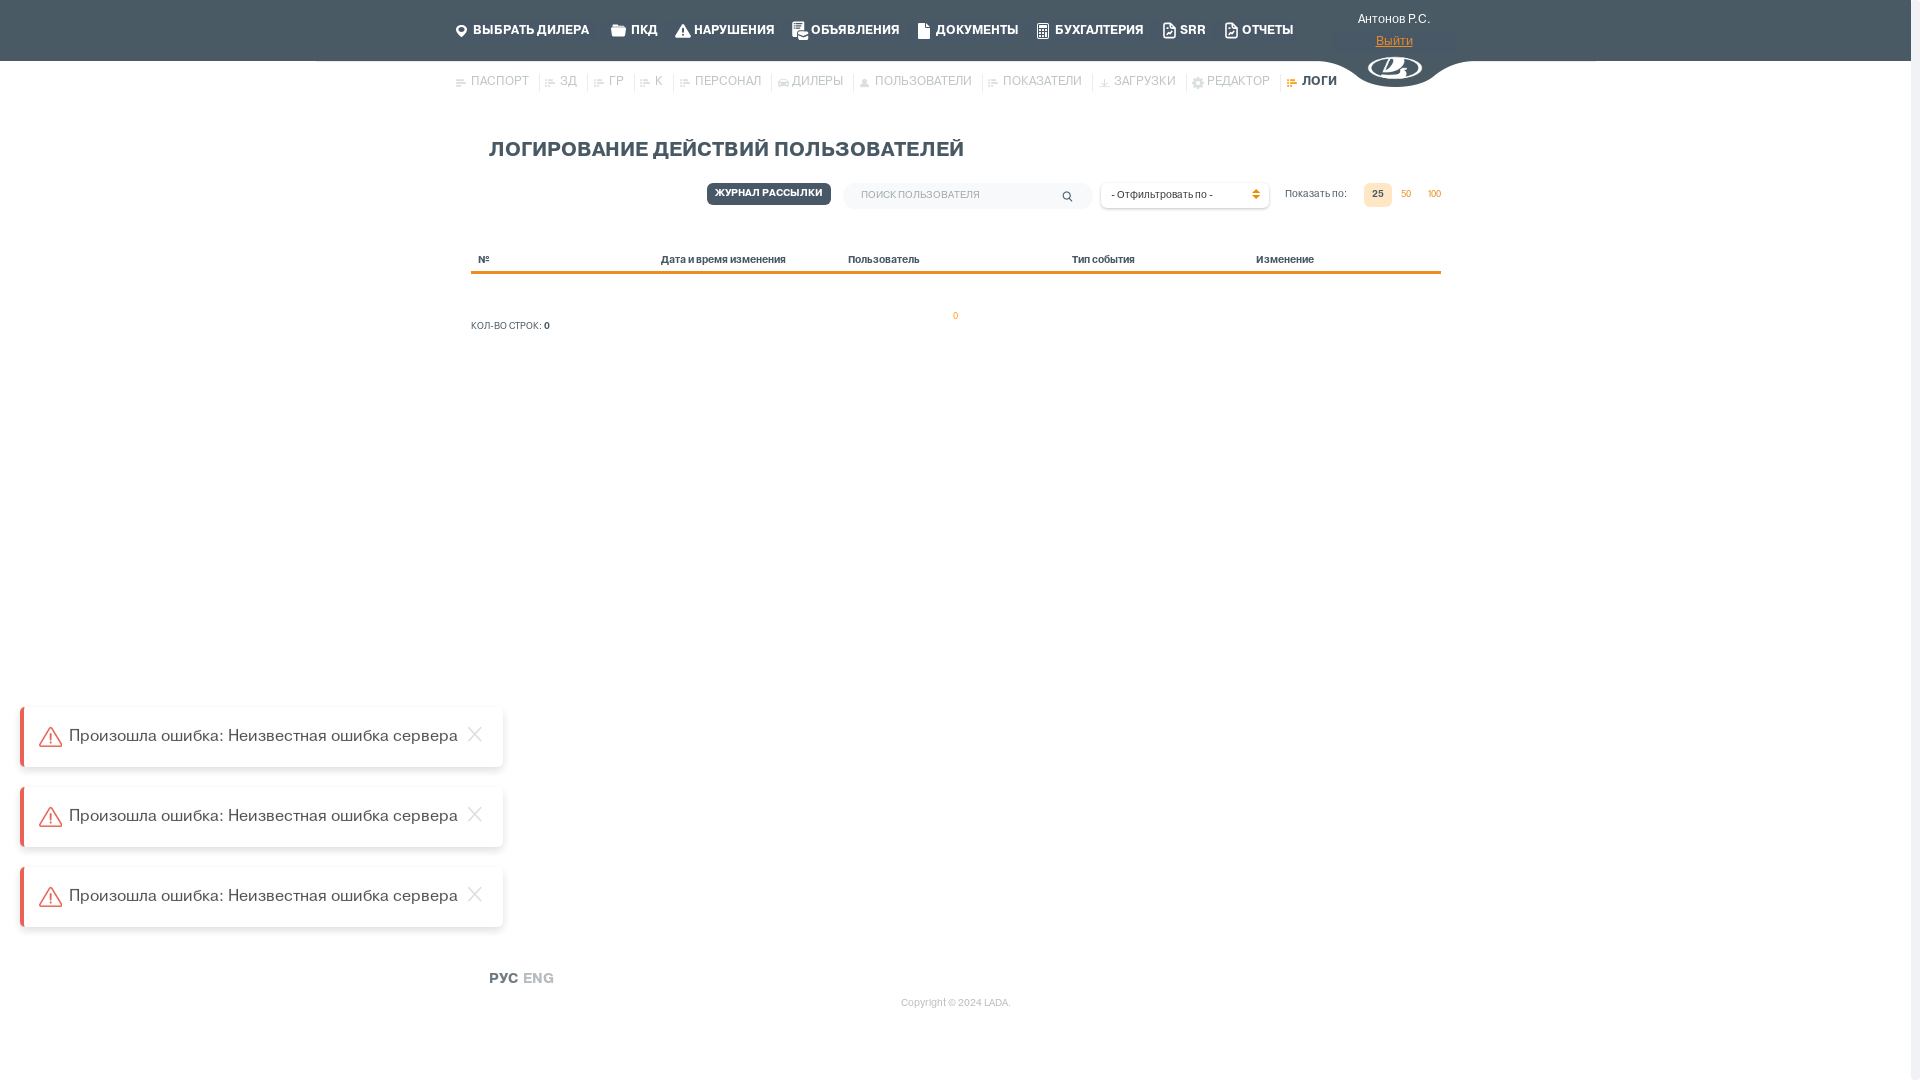 ВЫБРАТЬ ДИЛЕРА ПКД НАРУШЕНИЯ ОБЪЯВЛЕНИЯ ДОКУМЕНТЫ БУХГАЛТЕРИЯ SRR ОТЧЕТЫ Антонов Р.С.
Выйти
ПАСПОРТ ЗД ГР К ПЕРСОНАЛ ДИЛЕРЫ ПОЛЬЗОВАТЕЛИ ПОКАЗАТЕЛИ ЗАГРУЗКИ РЕДАКТОР ЛОГИ
ЛОГИРОВАНИЕ ДЕЙСТВИЙ ПОЛЬЗОВАТЕЛЕЙ
ЖУРНАЛ РАССЫЛКИ ПОИСК ПОЛЬЗОВАТЕЛЯ - Отфильтровать по - Показать по: 25 50 100
№ Дата и время изменения Пользователь Тип события Изменение
0
КОЛ-ВО СТРОК: 0
Произошла ошибка: Неизвестная ошибка сервера
Произошла ошибка: Неизвестная ошибка сервера
Произошла ошибка: Неизвестная ошибка сервера
РУС ENG
Copyright © 2024 LADA.